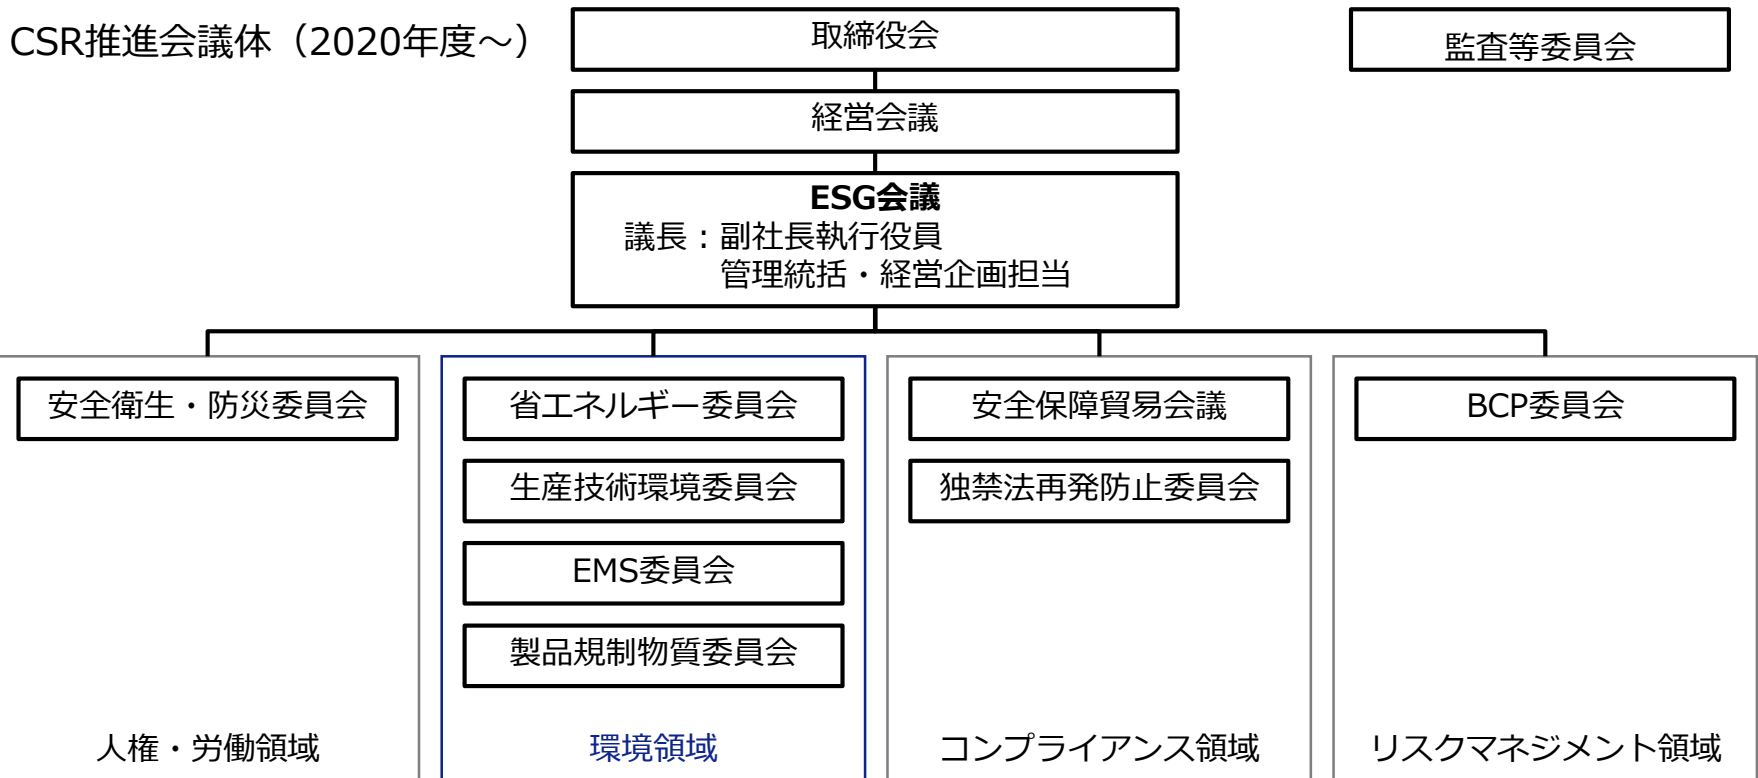 CSR推進会議体（2020年度～）
取締役会
監査等委員会
経営会議
ESG会議
議長：副社長執行役員
管理統括・経営企画担当
安全衛生・防災委員会
人権・労働領域
省エネルギー委員会
生産技術環境委員会
EMS委員会
製品規制物質委員会
環境領域
安全保障貿易会議
独禁法再発防止委員会
コンプライアンス領域
BCP委員会
リスクマネジメント領域